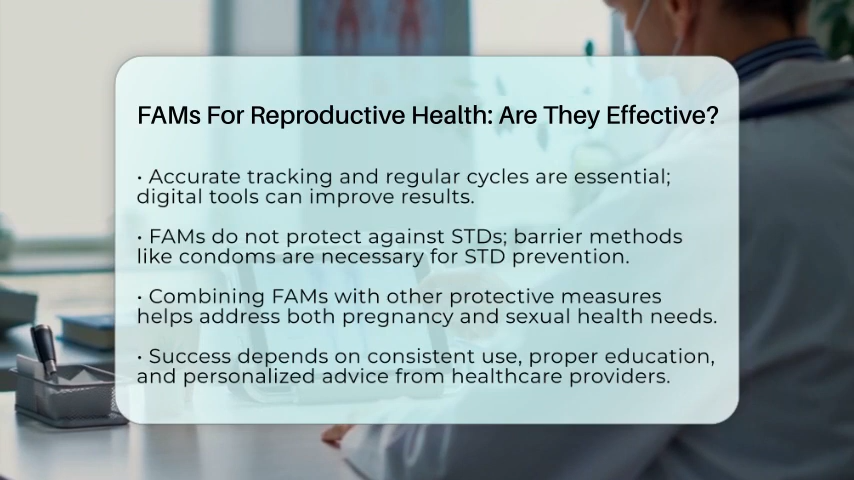 FAMs For Reproductive Health: Are They Effective?
• Accurate tracking and regular cycles are essential;
digital tools can improve results.
• FAMs do not protect against STDs; barrier methods
like condoms are necessary for STD prevention.
• Combining FAMs with other protective measures
helps address both pregnancy and sexual health needs.
• Success depends on consistent use, proper education,
and personalized advice from healthcare providers.